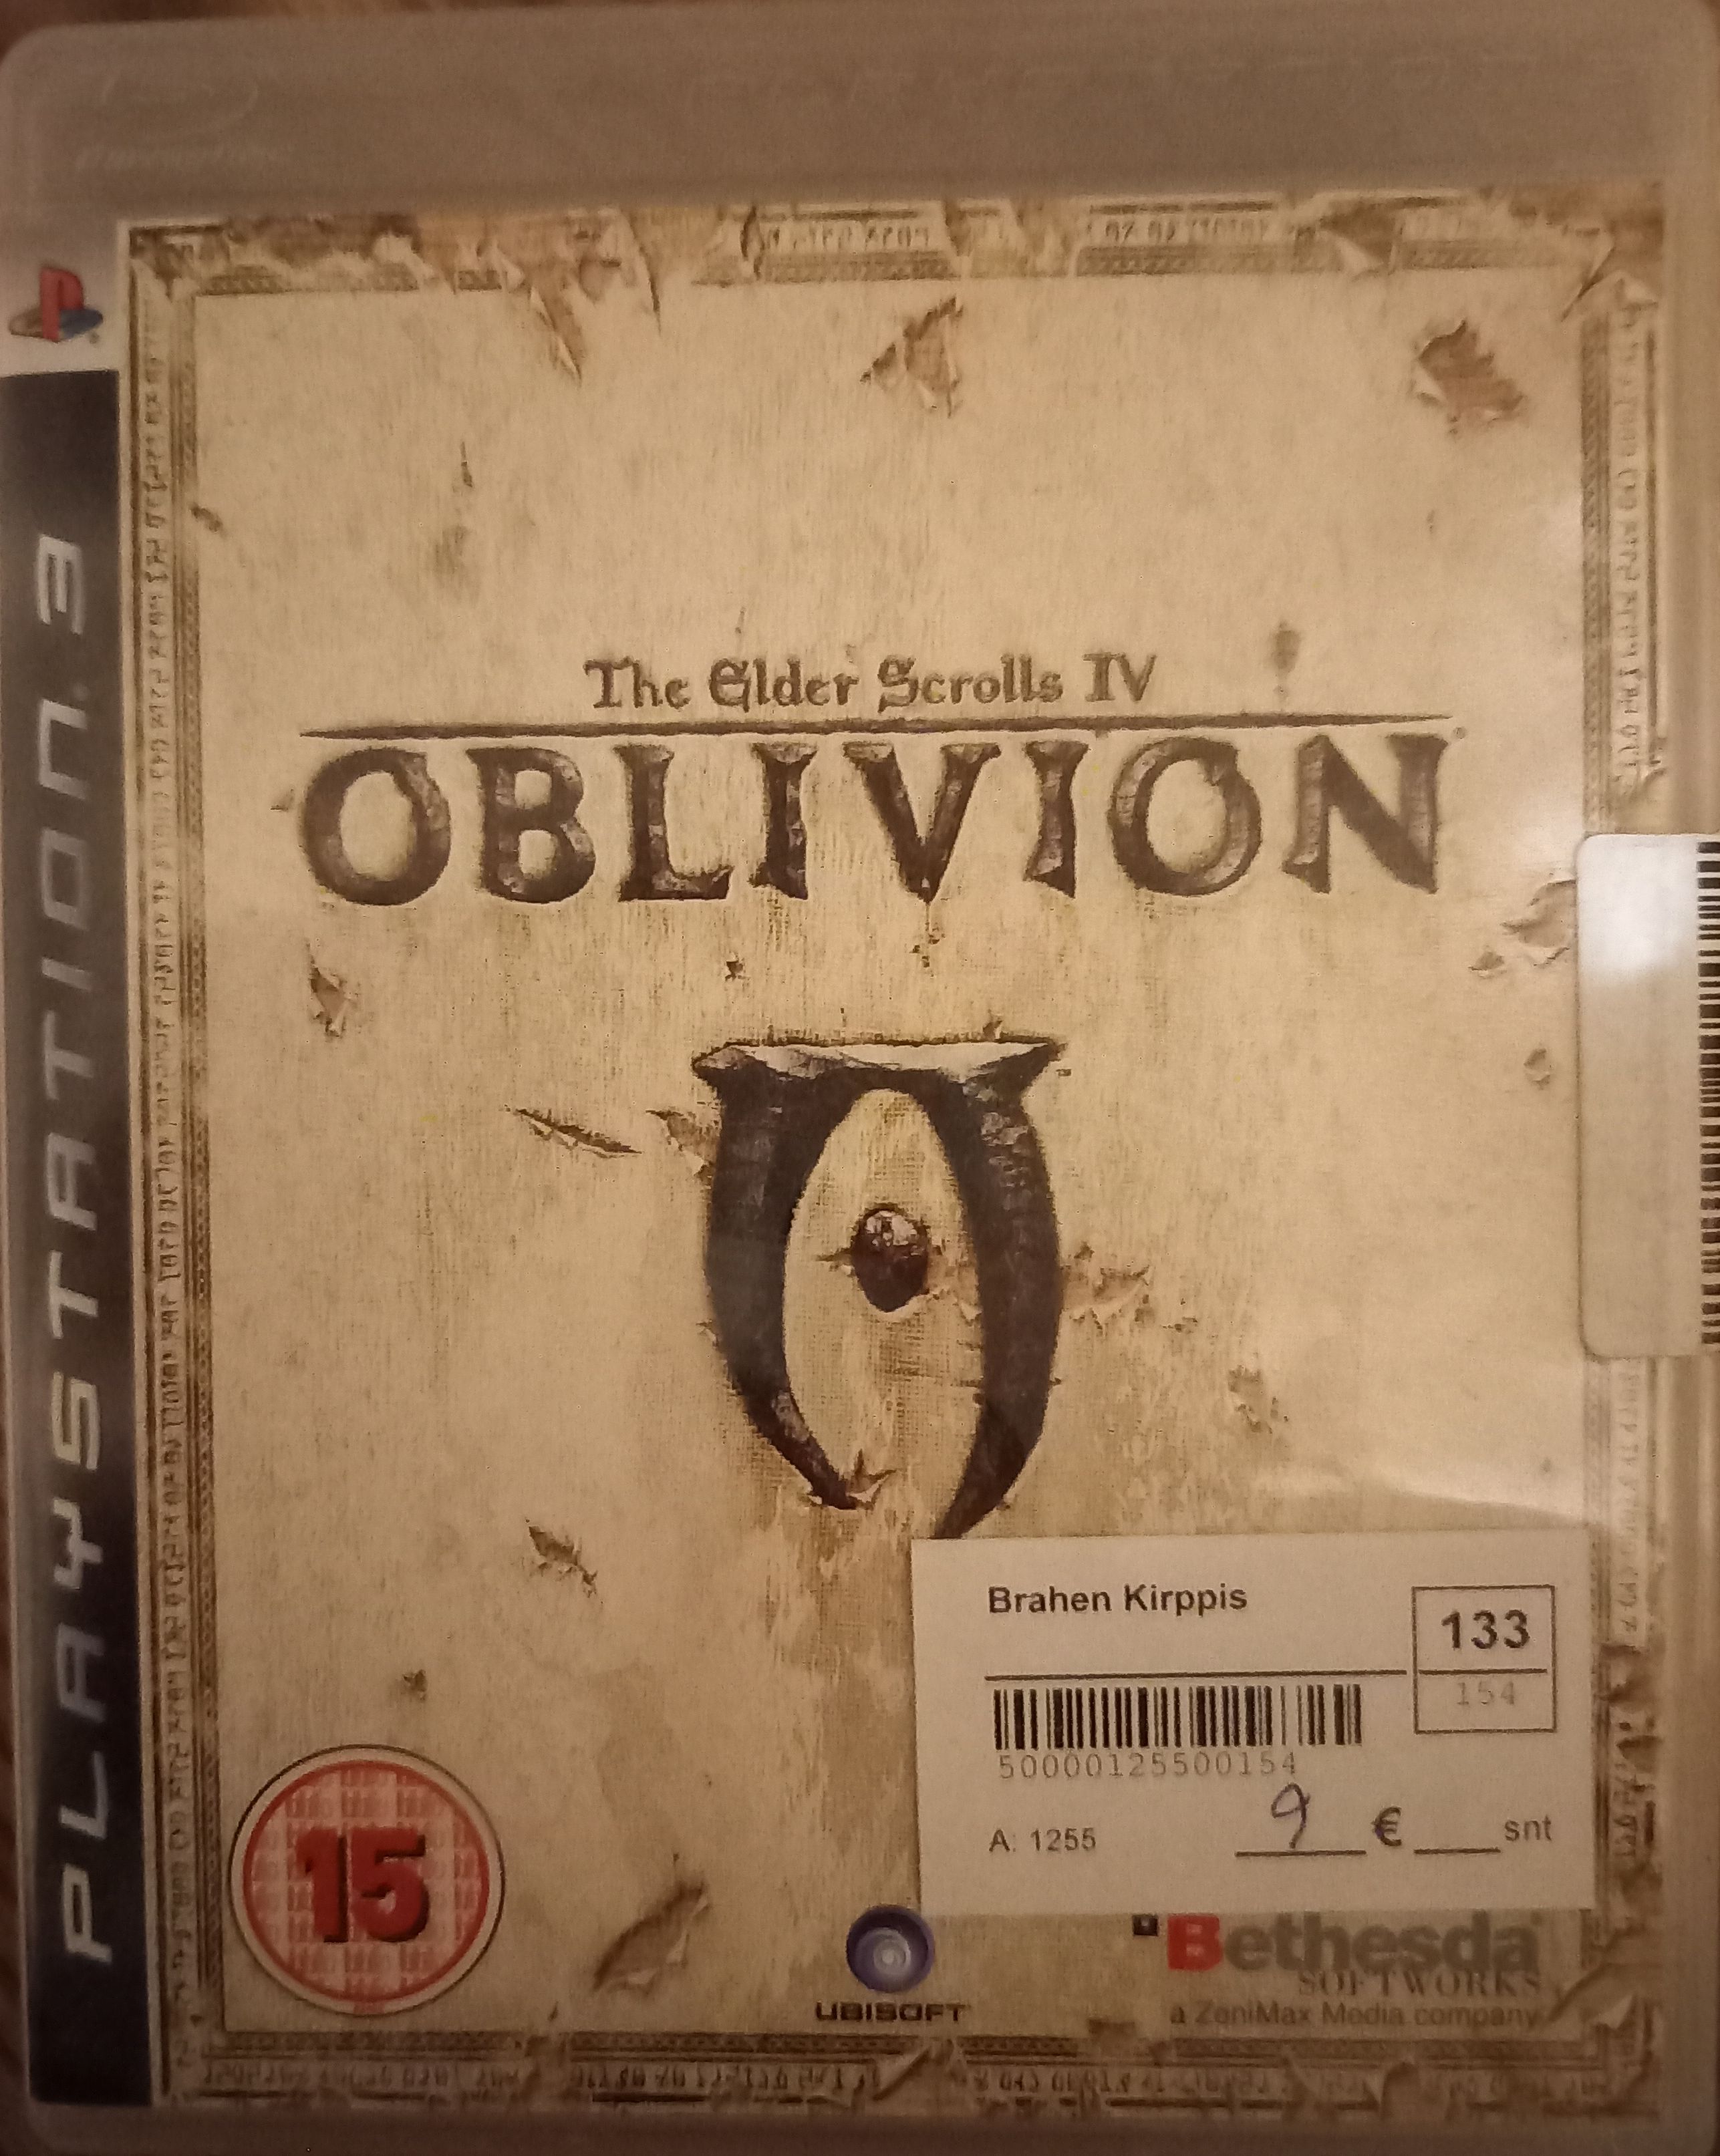 PLAYSTATION 3
The Elder Scrolls IV
OBLIVION
Brahen Kirppis
133
154
50000125500154
A: 1255 9 € snt
15
UBISOFT
Bethesda
SOFTWORKS
a ZeniMax Media company